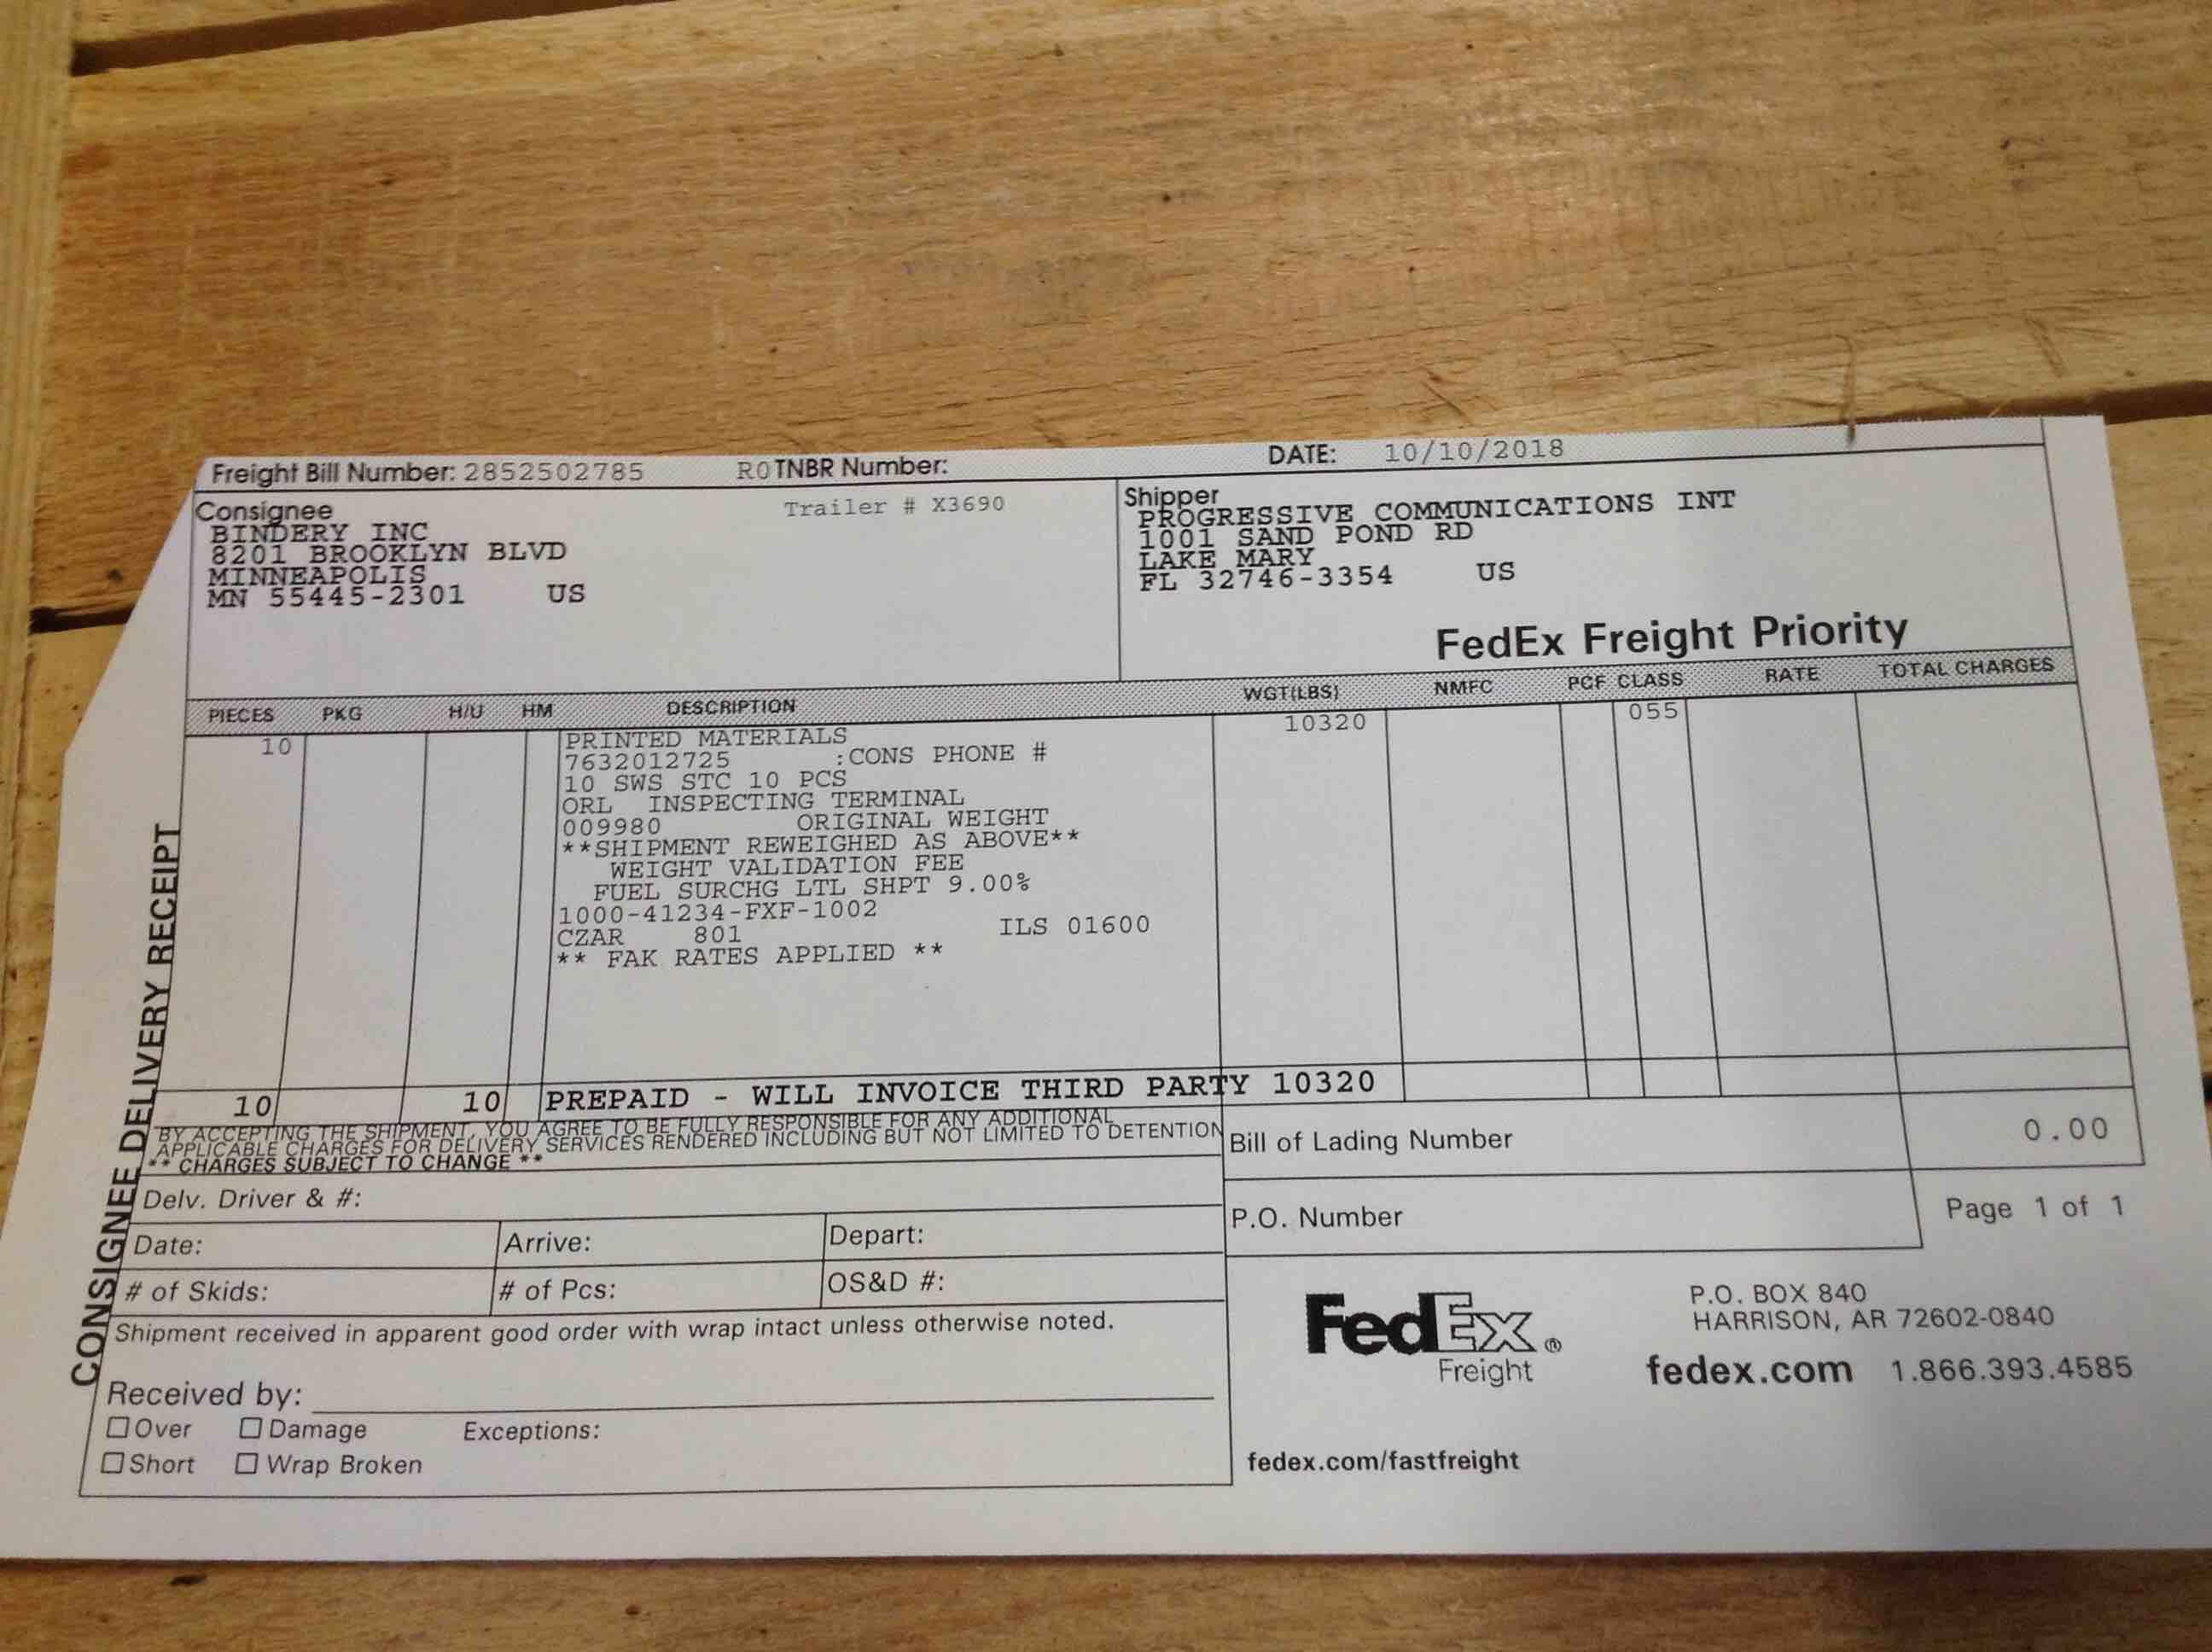 Freight Bill Number: 2852502785 ROTNBR Number: DATE: 10/10/2018
Consignee
BINDERY INC
8201 BROOKLYN BLVD
MINNEAPOLIS
MN 55445-2301 US
Trailer # X3690
Shipper
PROGRESSIVE COMMUNICATIONS INT
1001 SAND POND RD
LAKE MARY
FL 32746-3354 US
FedEx Freight Priority
PIECES PKG H/U HM DESCRIPTION WGT(LBS) NMFC PCF CLASS RATE TOTAL CHARGES
10 PRINTED MATERIALS 10320 055
7632012725 :CONS PHONE #
10 SWS STC 10 PCS
ORL INSPECTING TERMINAL
009980 ORIGINAL WEIGHT
**SHIPMENT REWEIGHED AS ABOVE**
WEIGHT VALIDATION FEE
FUEL SURCHG LTL SHPT 9.00%
1000-41234-FXF-1002
CZAR 801 ILS 01600
** FAK RATES APPLIED **
10 10 PREPAID - WILL INVOICE THIRD PARTY 10320
BY ACCEPTING THE SHIPMENT, YOU AGREE TO BE FULLY RESPONSIBLE FOR ANY ADDITIONAL
APPLICABLE CHARGES FOR DELIVERY SERVICES RENDERED INCLUDING BUT NOT LIMITED TO DETENTION
** CHARGES SUBJECT TO CHANGE **
Bill of Lading Number 0.00
Delv. Driver & #:
P.O. Number Page 1 of 1
Date: Arrive: Depart:
# of Skids: # of Pcs: OS&D #:
Shipment received in apparent good order with wrap intact unless otherwise noted.
Received by:
Over Damage Exceptions:
Short Wrap Broken
FedEx®
Freight
P.O. BOX 840
HARRISON, AR 72602-0840
fedex.com 1.866.393.4585
fedex.com/fastfreight
CONSIGNEE DELIVERY RECEIPT